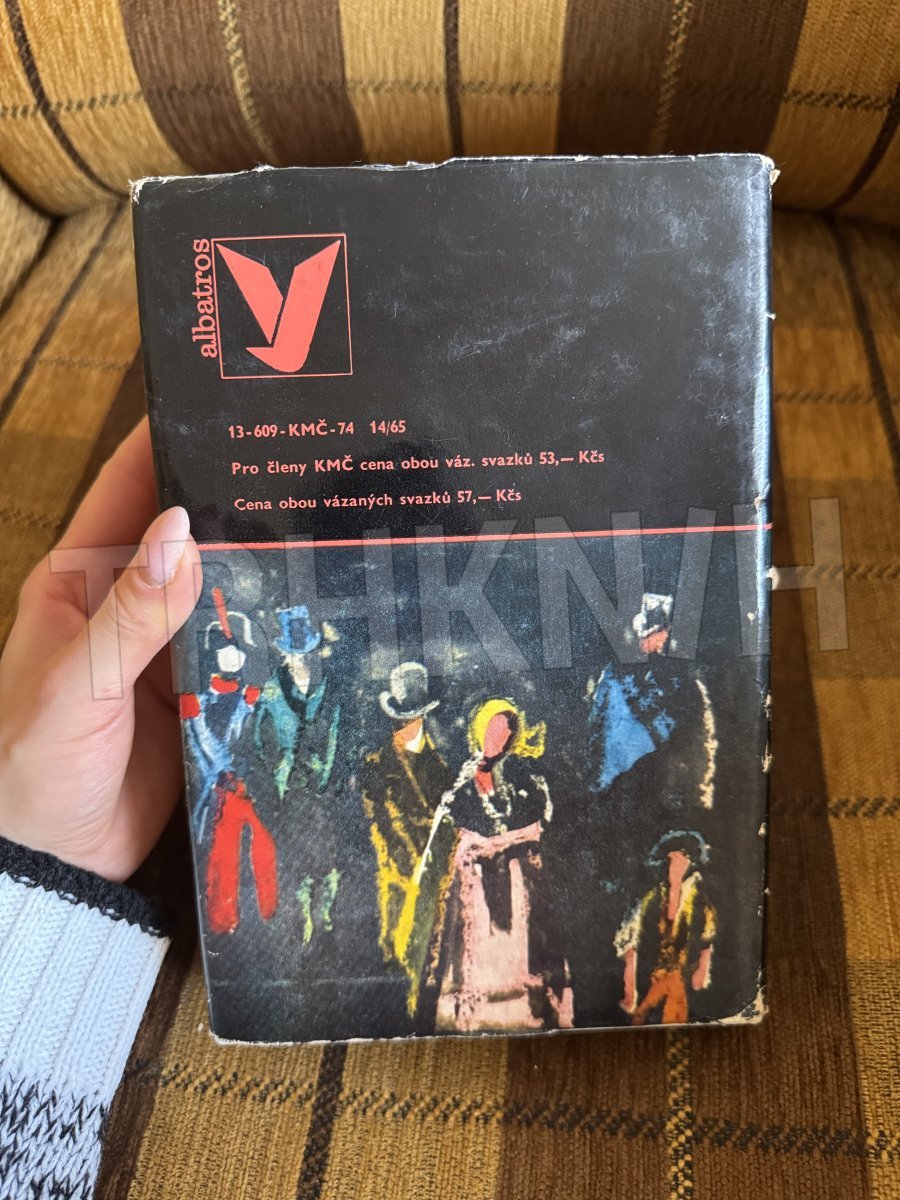 albatros
13-609-KMČ-74 14/65
Pro členy KMČ cena obou váz. svazků 53,— Kčs
Cena obou vázaných svazků 57,— Kčs